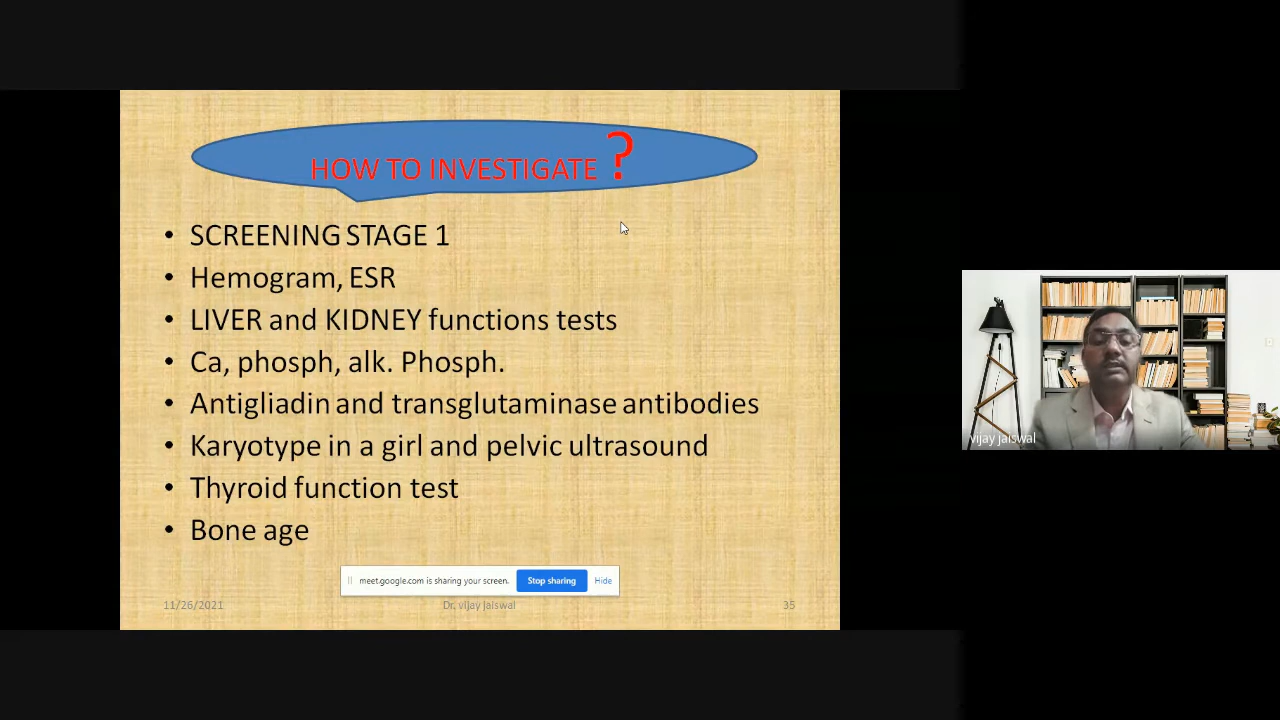 HOW TO INVESTIGATE ?
• SCREENING STAGE 1
• Hemogram, ESR
• LIVER and KIDNEY functions tests
• Ca, phosph, alk. Phosph.
• Antigliadin and transglutaminase antibodies
• Karyotype in a girl and pelvic ultrasound
• Thyroid function test
• Bone age
meet.google.com is sharing your screen. Stop sharing Hide
11/26/2021 Dr. vijay jaiswal 35
vijay jaiswal